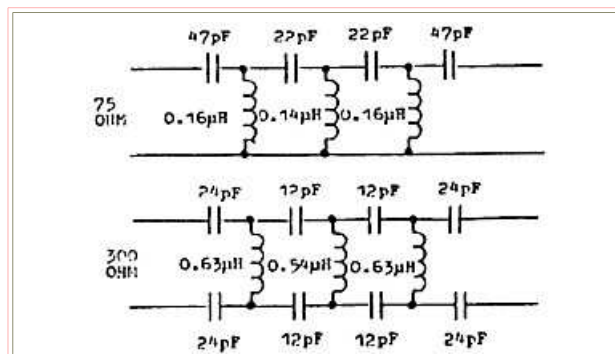 47pF 22pF 22pF 47pF
75
OHM
0.16µH 0.14µH 0.16µH
24pF 12pF 12pF 24pF
300
OHM
0.63µH 0.54µH 0.63µH
24pF 12pF 12pF 24pF